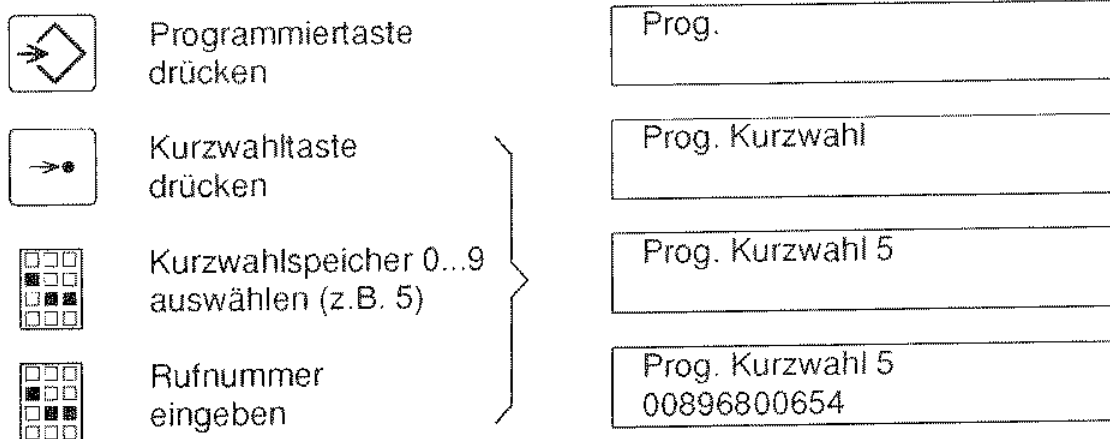 Programmiertaste
drücken
Prog.
Kurzwahltaste
drücken
Prog. Kurzwahl
Kurzwahlspeicher 0...9
auswählen (z.B. 5)
Prog. Kurzwahl 5
Rufnummer
eingeben
Prog. Kurzwahl 5
00896800654